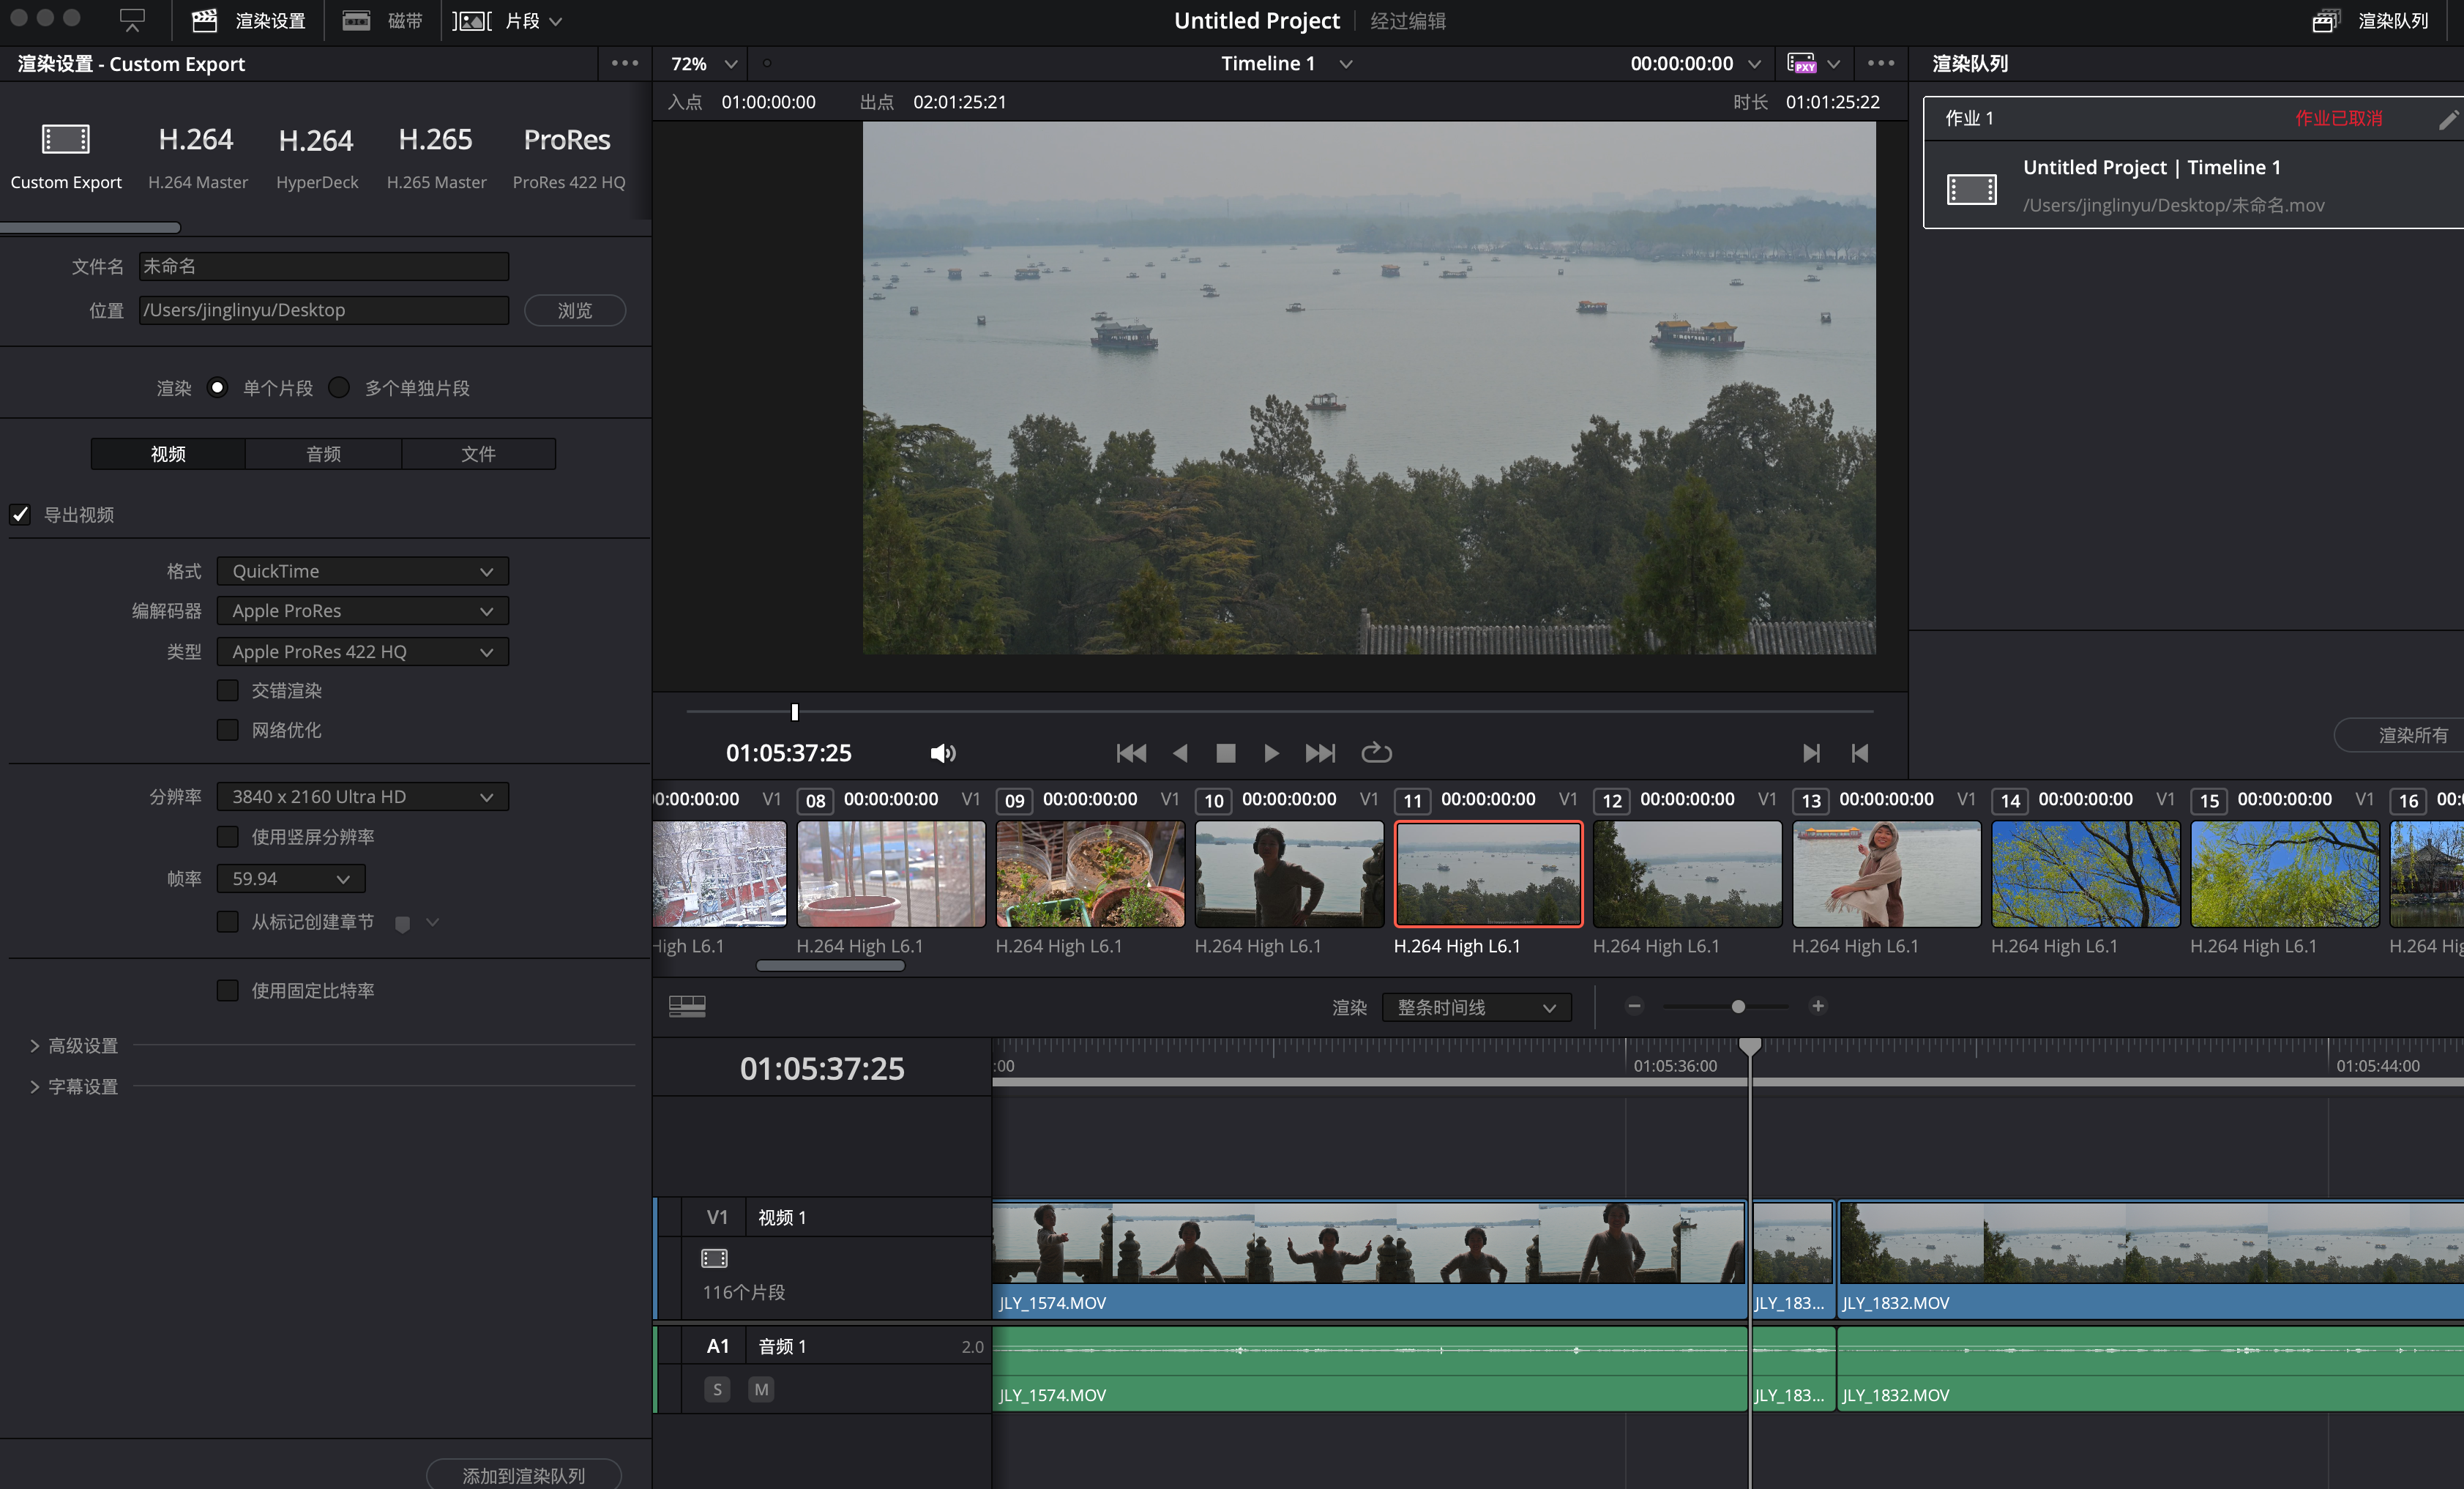 渲染设置
磁带
片段
Untitled Project
经过编辑
渲染队列
渲染设置 - Custom Export
72%
Timeline 1
00:00:00:00
PXY
渲染队列
入点 01:00:00:00
出点 02:01:25:21
时长 01:01:25:22
H.264
H.264
H.265
ProRes
Custom Export
H.264 Master
HyperDeck
H.265 Master
ProRes 422 HQ
作业 1
作业已取消
Untitled Project | Timeline 1
/Users/jinglinyu/Desktop/未命名.mov
文件名 未命名
位置 /Users/jinglinyu/Desktop
浏览
渲染 单个片段 多个单独片段
视频 音频 文件
导出视频
格式 QuickTime
编解码器 Apple ProRes
类型 Apple ProRes 422 HQ
交错渲染
网络优化
分辨率 3840 x 2160 Ultra HD
使用竖屏分辨率
帧率 59.94
从标记创建章节
使用固定比特率
高级设置
字幕设置
添加到渲染队列
01:05:37:25
渲染所有
0:00:00:00 V1
08 00:00:00:00 V1
09 00:00:00:00 V1
10 00:00:00:00 V1
11 00:00:00:00 V1
12 00:00:00:00 V1
13 00:00:00:00 V1
14 00:00:00:00 V1
15 00:00:00:00 V1
16 00:
High L6.1
H.264 High L6.1
H.264 High L6.1
H.264 High L6.1
H.264 High L6.1
H.264 High L6.1
H.264 High L6.1
H.264 High L6.1
H.264 High L6.1
H.264 Hig
渲染 整条时间线
01:05:37:25
:00
01:05:36:00
01:05:44:00
V1 视频 1
116个片段
JLY_1574.MOV
JLY_183...
JLY_1832.MOV
A1 音频 1 2.0
S M
JLY_1574.MOV
JLY_183...
JLY_1832.MOV